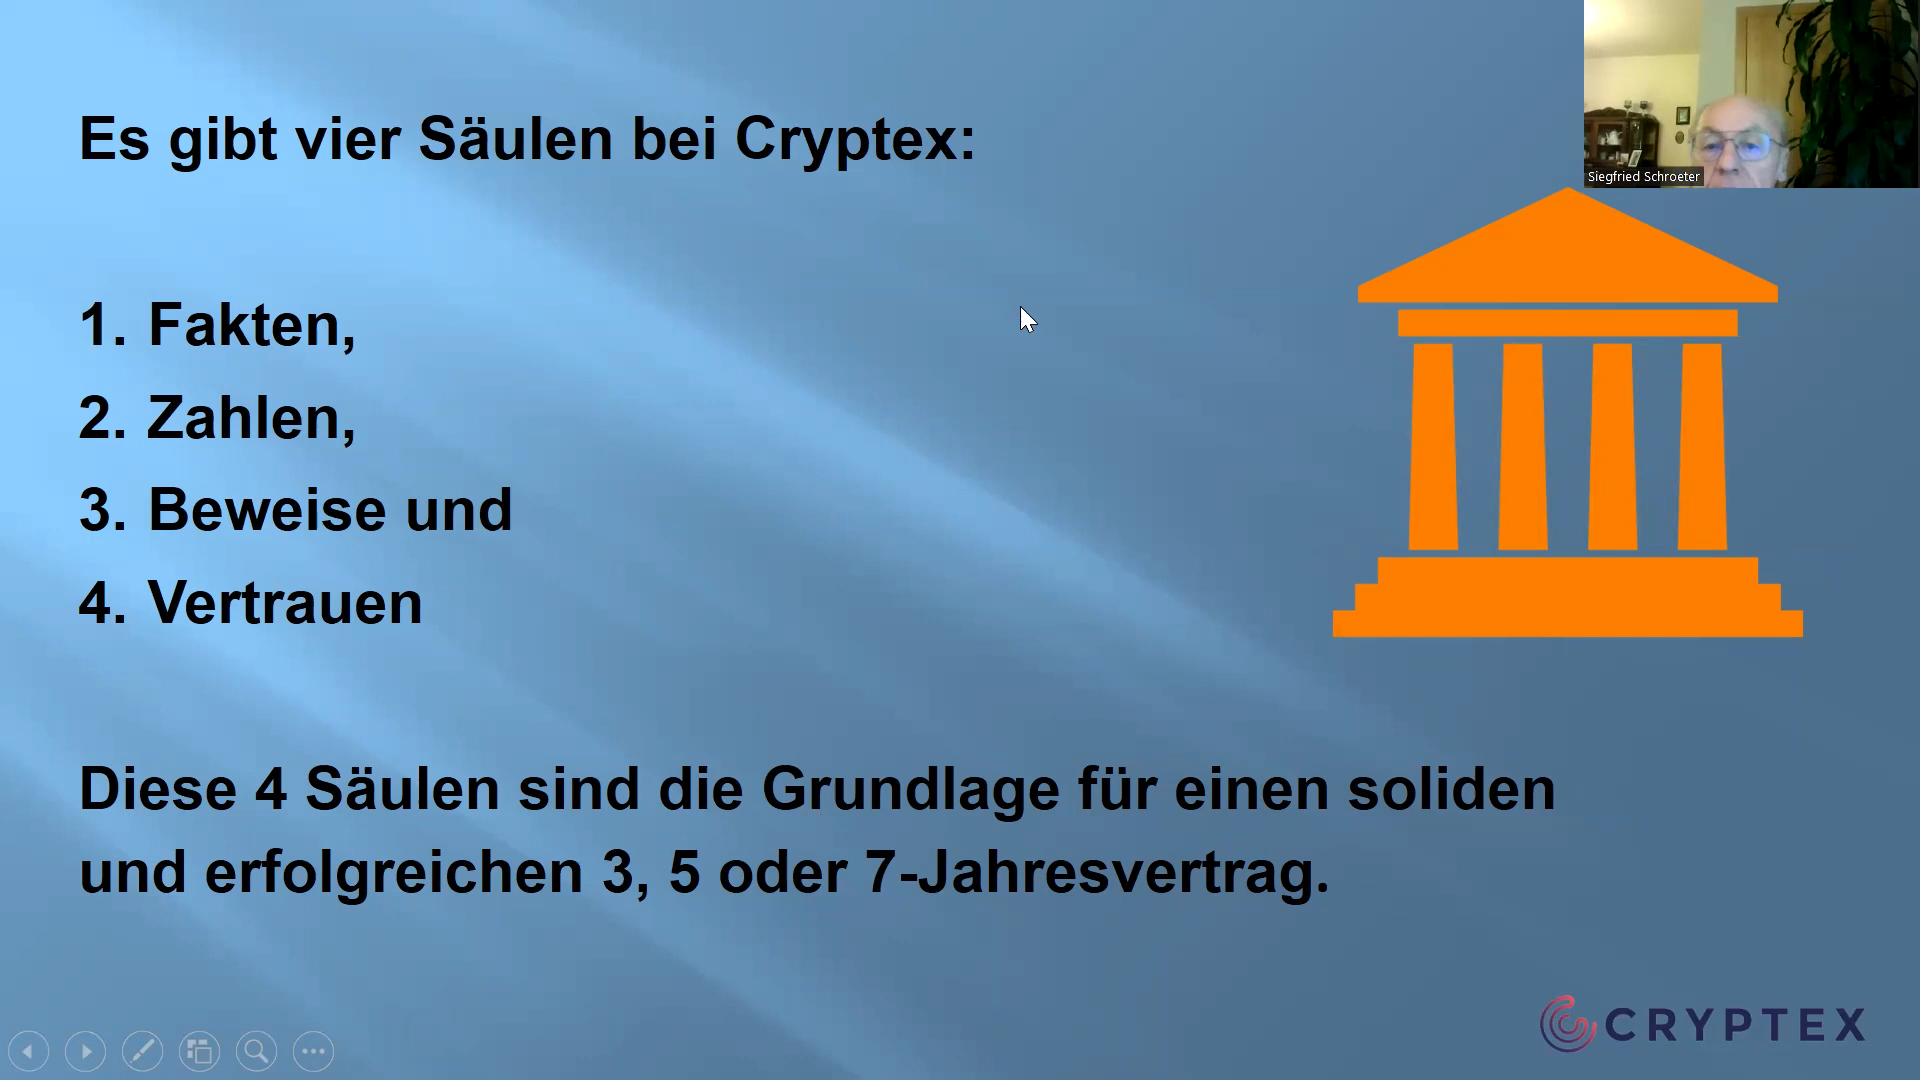 Siegfried Schroeter
Es gibt vier Säulen bei Cryptex:
1. Fakten,
2. Zahlen,
3. Beweise und
4. Vertrauen
Diese 4 Säulen sind die Grundlage für einen soliden
und erfolgreichen 3, 5 oder 7-Jahresvertrag.
CRYPTEX